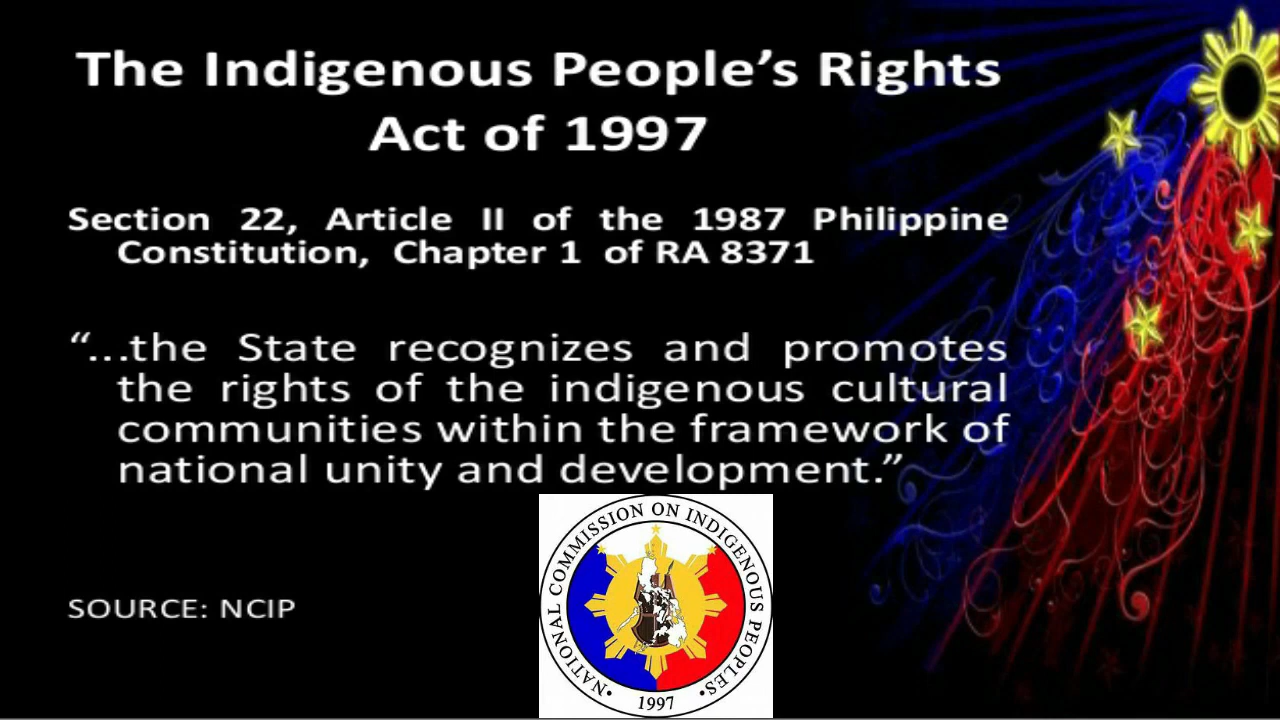 The Indigenous People’s Rights
Act of 1997
Section 22, Article II of the 1987 Philippine
Constitution, Chapter 1 of RA 8371
“...the State recognizes and promotes
the rights of the indigenous cultural
communities within the framework of
national unity and development.”
NATIONAL COMMISSION ON INDIGENOUS PEOPLES
1997
SOURCE: NCIP